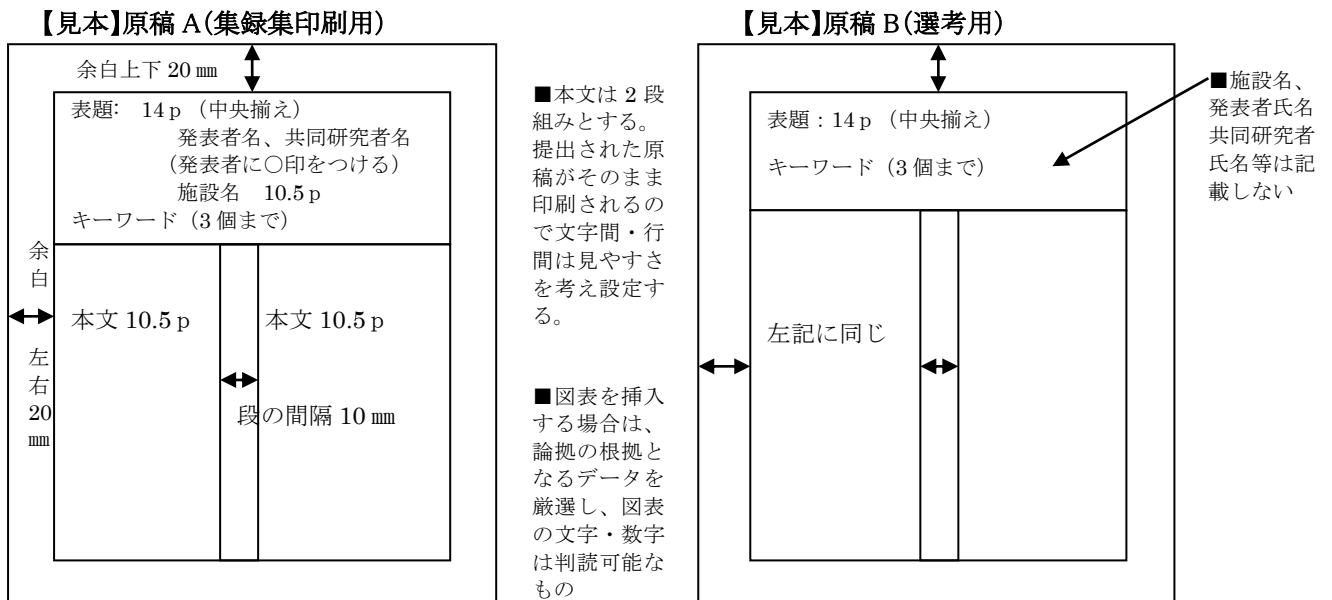 【見本】原稿 A(集録集印刷用)
余白上下 20 ㎜
表題: 14ｐ（中央揃え）
発表者名、共同研究者名
（発表者に○印をつける）
施設名 10.5ｐ
キーワード（3 個まで）
余
白
左
右
20
㎜
本文 10.5ｐ
本文 10.5ｐ
段の間隔 10 ㎜
■本文は 2 段
組みとする。
提出された原
稿がそのまま
印刷されるの
で文字間・行
間は見やすさ
を考え設定す
る。
■図表を挿入
する場合は、
論拠の根拠と
なるデータを
厳選し、図表
の文字・数字
は判読可能な
もの
【見本】原稿 B(選考用)
表題：14ｐ（中央揃え）
キーワード（3 個まで）
左記に同じ
■施設名、
発表者氏名
共同研究者
氏名等は記
載しない